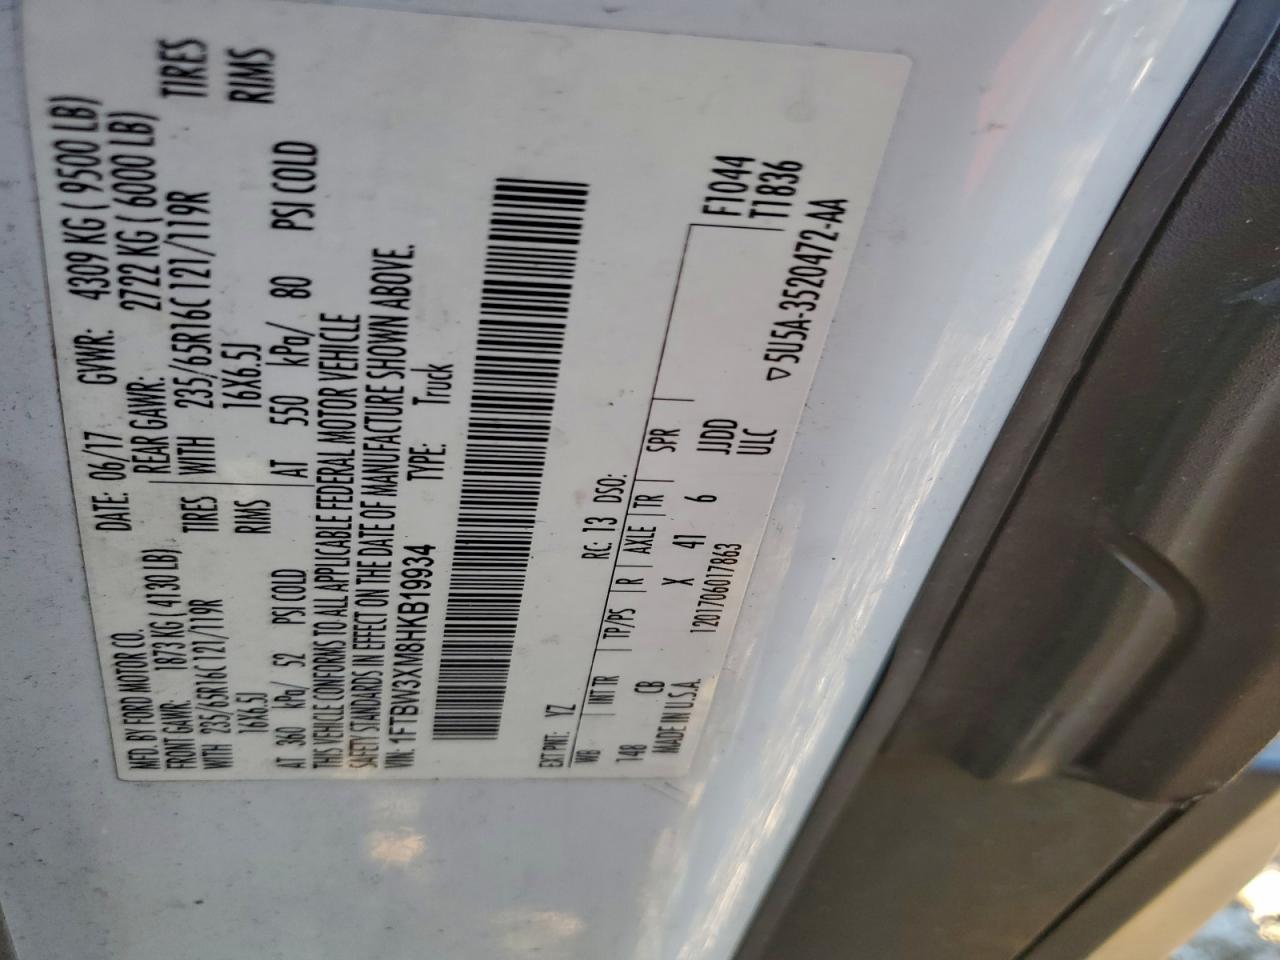 MFD. BY FORD MOTOR CO. DATE: 06/17 GVWR: 4309 KG ( 9500 LB)
FRONT GAWR: 1873 KG ( 4130 LB) REAR GAWR: 2722 KG ( 6000 LB)
WITH 235/65R16C 121/119R TIRES WITH 235/65R16C 121/119R TIRES
16X6.5J RIMS 16X6.5J RIMS
AT 360 kPa/ 52 PSI COLD AT 550 kPa/ 80 PSI COLD
THIS VEHICLE CONFORMS TO ALL APPLICABLE FEDERAL MOTOR VEHICLE
SAFETY STANDARDS IN EFFECT ON THE DATE OF MANUFACTURE SHOWN ABOVE.
VIN: 1FTBW3XM8HKB19934 TYPE: Truck
EXT PNT: YZ RC: 13 DSO:
WB INT TR TP/PS R AXLE TR SPR F1044
148 CB X 41 6 JJDD T1B36
MADE IN U.S.A. 1201706017863 ULC
▽5U5A-3520472-AA